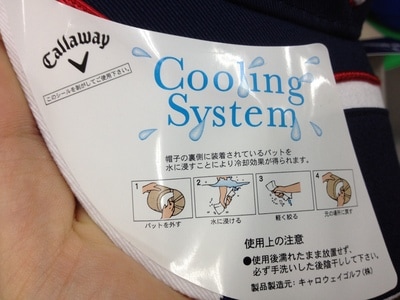 Callaway
このシールを剥がしてご使用下さい。
Cooling
System
帽子の裏側に装着されているパットを
水に浸すことにより冷却効果が得られます。
1 2 3 4
パットを外す 水に浸ける 軽く絞る 元の場所に戻す
使用上の注意
●使用後濡れたまま放置せず、
必ず手洗いした後陰干しして下さい。
製品製造元：キャロウェイゴルフ（株）